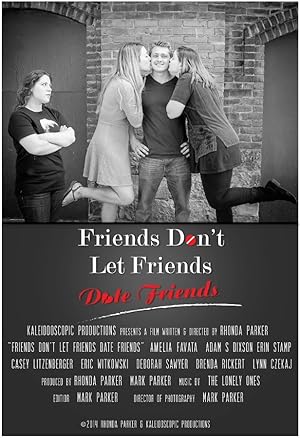 Friends Don't
Let Friends
Date Friends
KALEIDOSCOPIC PRODUCTIONS PRESENTS A FILM WRITTEN & DIRECTED BY RHONDA PARKER
"FRIENDS DON'T LET FRIENDS DATE FRIENDS" AMELIA FAVATA ADAM S DIXSON ERIN STAMP
CASEY LITZENBERGER ERIC WITKOWSKI DEBORAH SAWYER BRENDA RICKERT LYNN CZEKAJ
PRODUCED BY RHONDA PARKER MARK PARKER MUSIC BY THE LONELY ONES
EDITOR MARK PARKER DIRECTOR OF PHOTOGRAPHY MARK PARKER
©2014 RHONDA PARKER & KALEIDOSCOPIC PRODUCTIONS